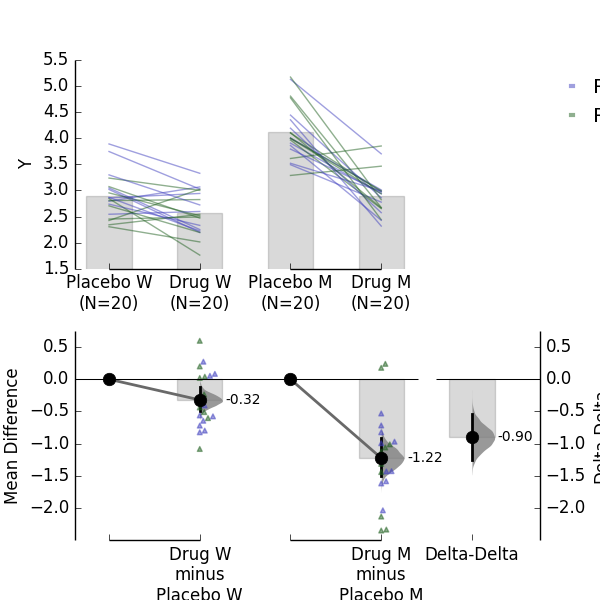 5.5
5.0
4.5
4.0
3.5
3.0
2.5
2.0
1.5
Y
Placebo W
(N=20)
Drug W
(N=20)
Placebo M
(N=20)
Drug M
(N=20)
0.5
0.0
−0.5
−1.0
−1.5
−2.0
Mean Difference
-0.32
-1.22
-0.90
Drug W
minus
Placebo W
Drug M
minus
Placebo M
Delta-Delta
0.5
0.0
−0.5
−1.0
−1.5
−2.0